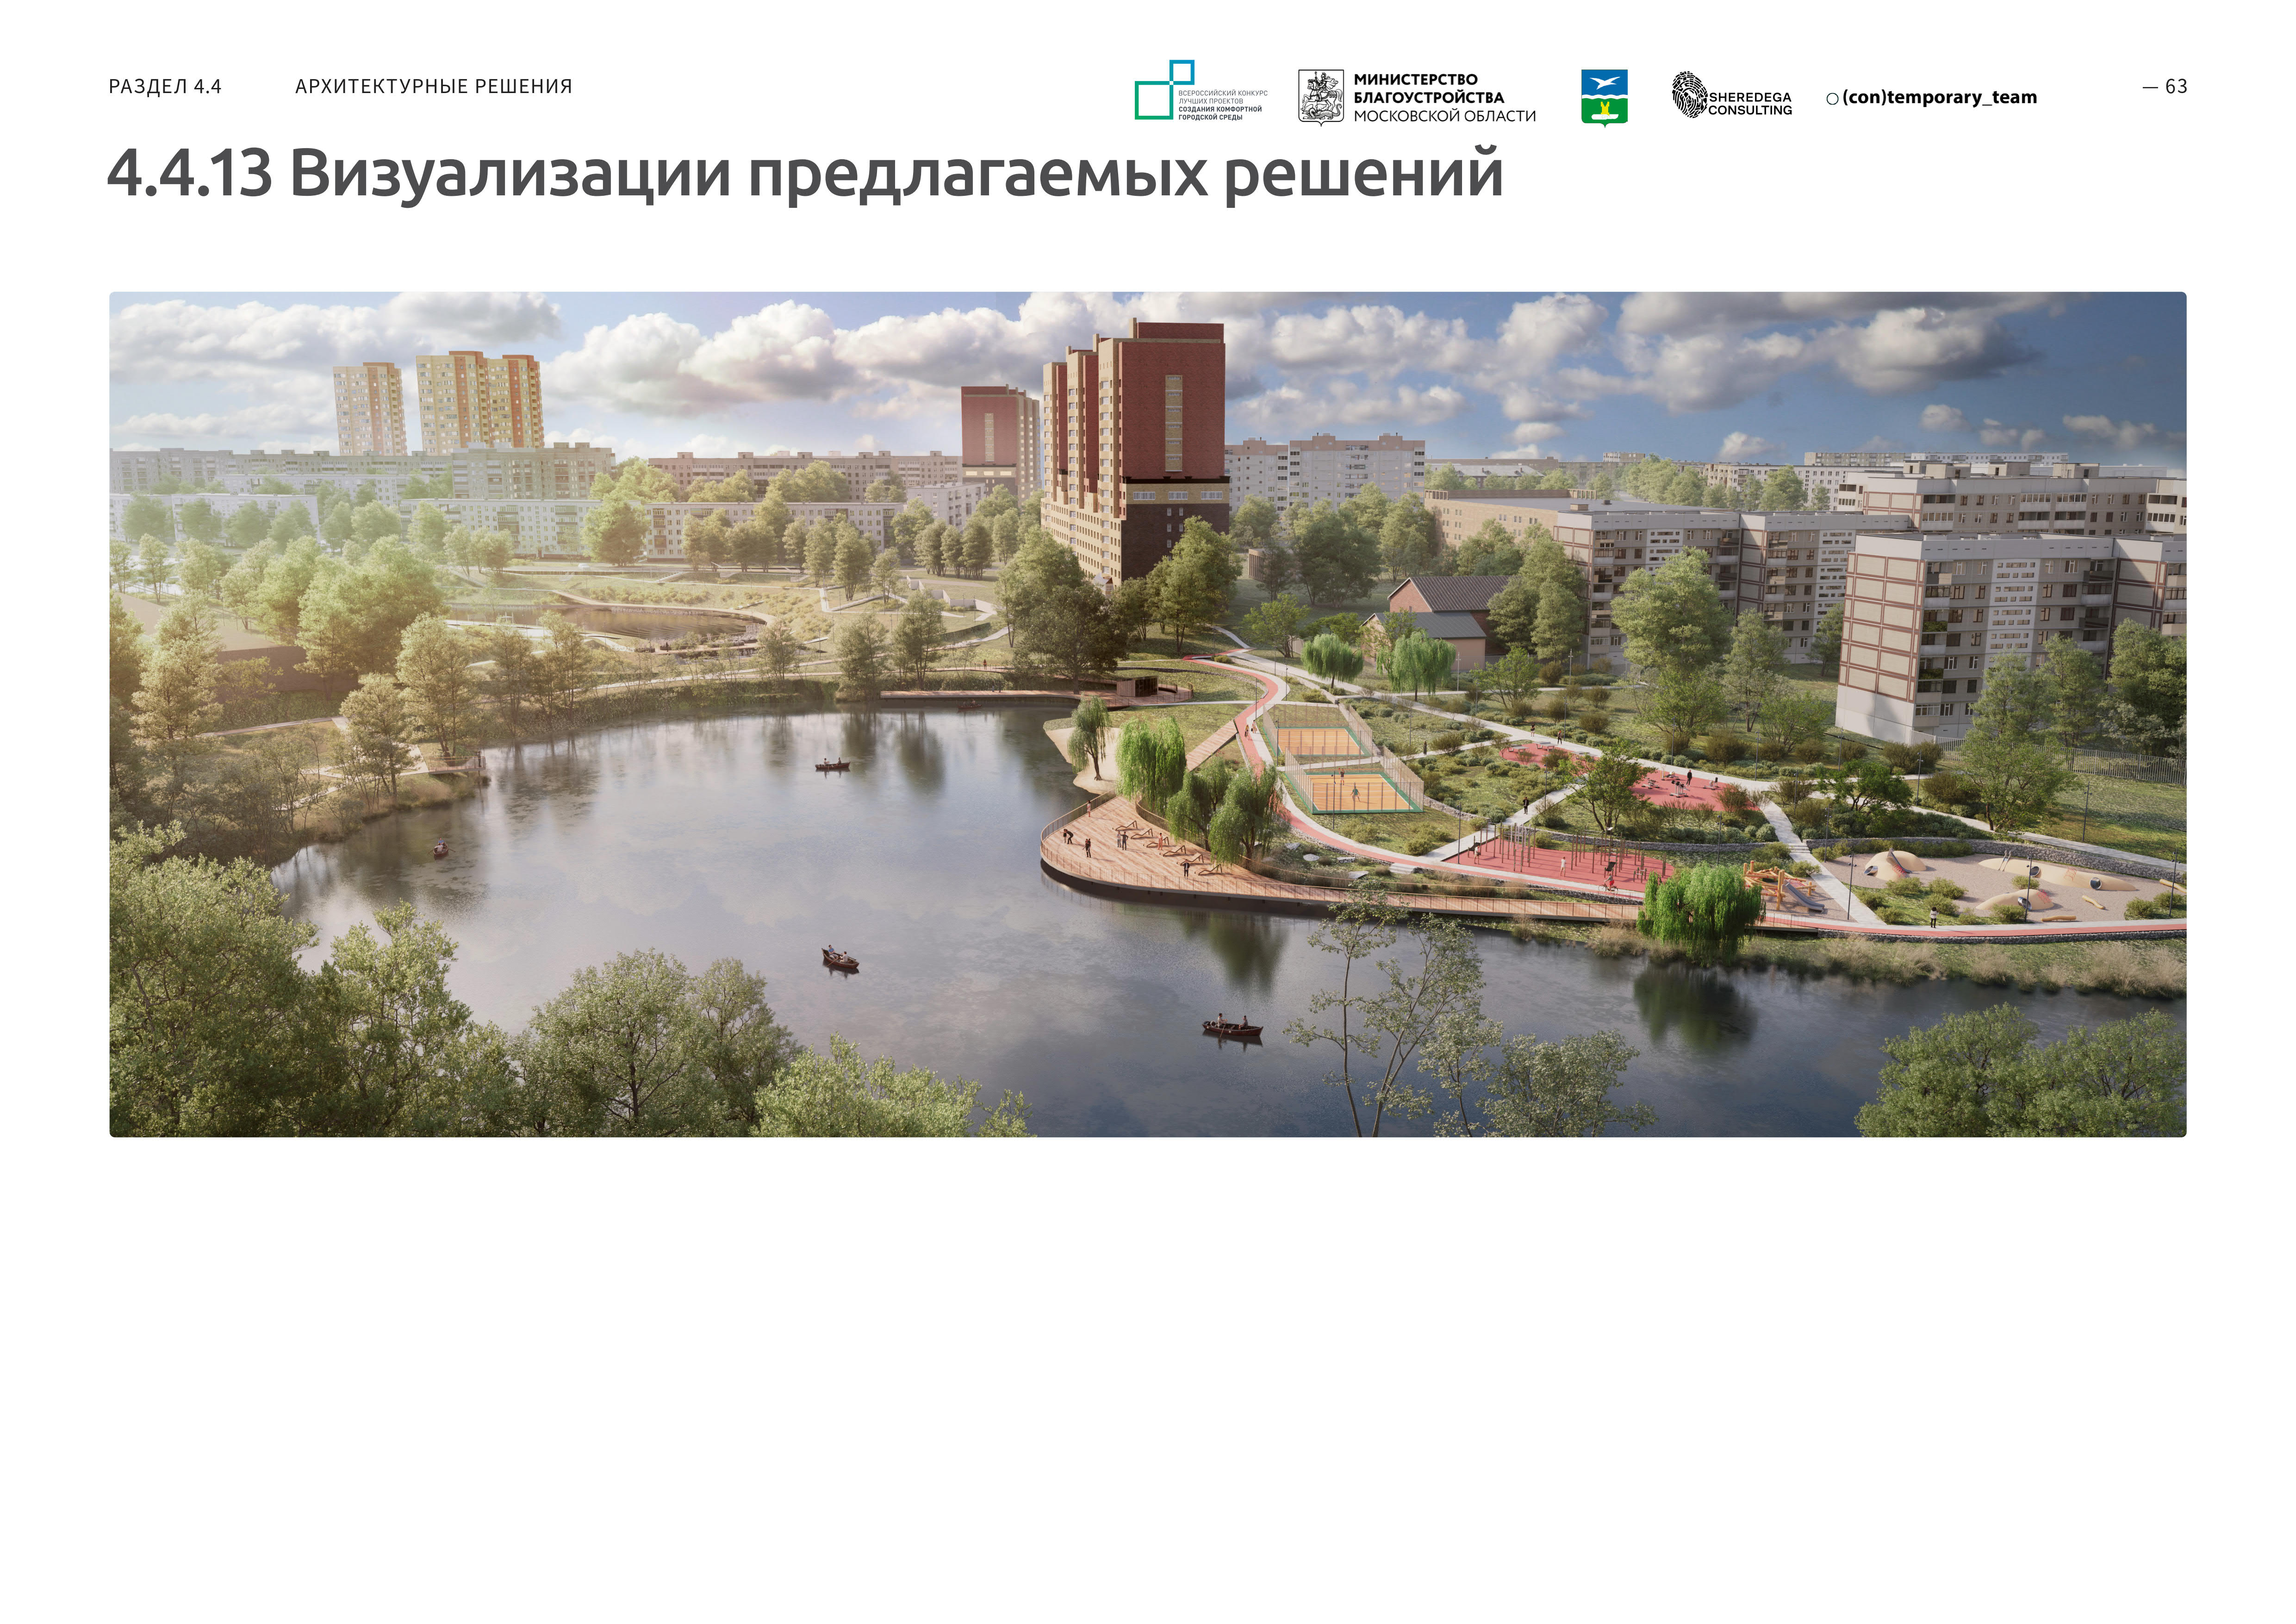 РАЗДЕЛ 4.4
АРХИТЕКТУРНЫЕ РЕШЕНИЯ
ВСЕРОССИЙСКИЙ КОНКУРС
ЛУЧШИХ ПРОЕКТОВ
СОЗДАНИЯ КОМФОРТНОЙ
ГОРОДСКОЙ СРЕДЫ
МИНИСТЕРСТВО
БЛАГОУСТРОЙСТВА
МОСКОВСКОЙ ОБЛАСТИ
SHEREDEGA
CONSULTING
(con)temporary_team
— 63
4.4.13 Визуализации предлагаемых решений